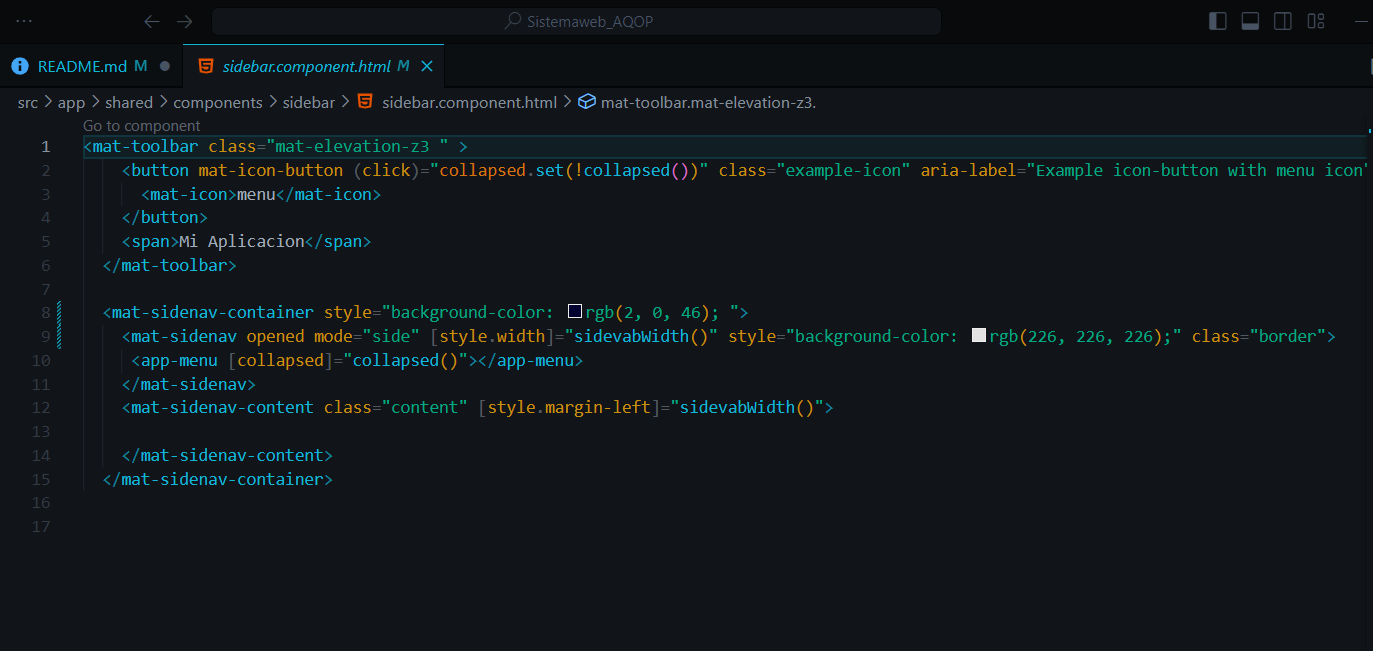 Sistemaweb_AQOP
README.md M
sidebar.component.html M
src > app > shared > components > sidebar > sidebar.component.html > mat-toolbar.mat-elevation-z3.
Go to component
1 <mat-toolbar class="mat-elevation-z3 " >
2 <button mat-icon-button (click)="collapsed.set(!collapsed())" class="example-icon" aria-label="Example icon-button with menu icon"
3 <mat-icon>menu</mat-icon>
4 </button>
5 <span>Mi Aplicacion</span>
6 </mat-toolbar>
7
8 <mat-sidenav-container style="background-color: rgb(2, 0, 46); ">
9 <mat-sidenav opened mode="side" [style.width]="sidevabWidth()" style="background-color: rgb(226, 226, 226);" class="border">
10 <app-menu [collapsed]="collapsed()"></app-menu>
11 </mat-sidenav>
12 <mat-sidenav-content class="content" [style.margin-left]="sidevabWidth()">
13
14 </mat-sidenav-content>
15 </mat-sidenav-container>
16
17